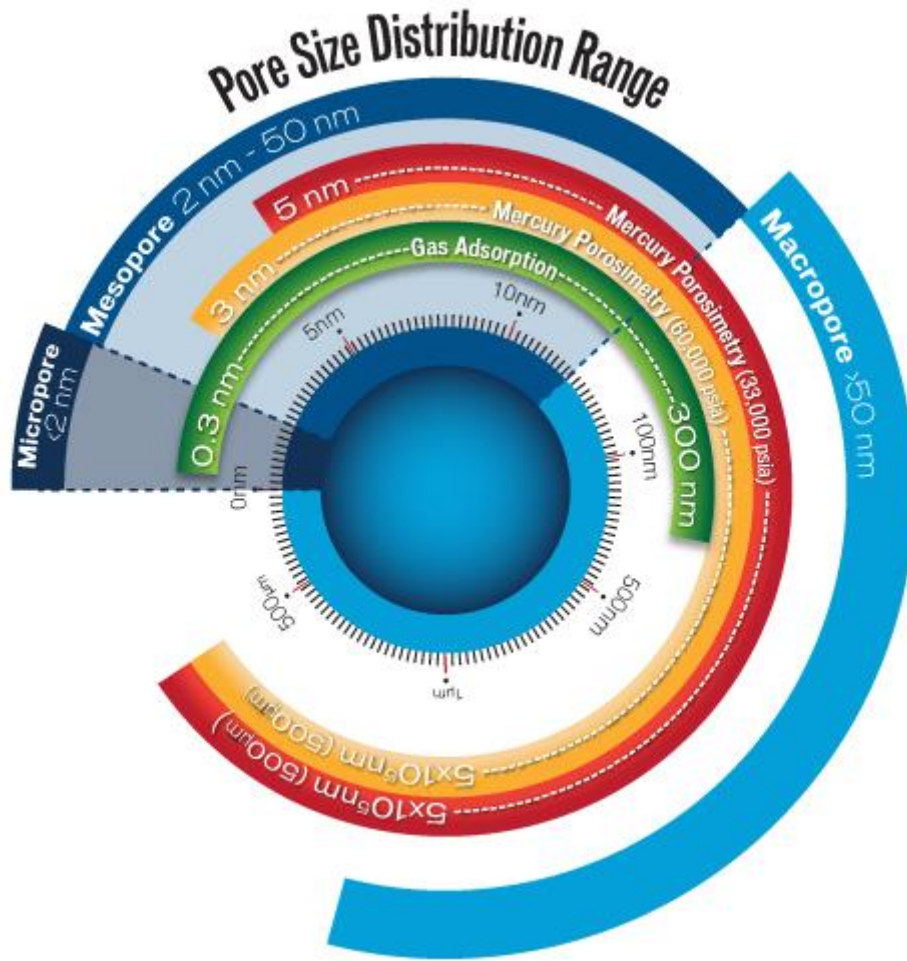 Pore Size Distribution Range
Micropore
<2 nm
Mesopore 2 nm - 50 nm
Macropore >50 nm
5 nm Mercury Porosimetry (33,000 psia) 5x10⁵nm (500µm)
3 nm Mercury Porosimetry (60,000 psia) 5x10⁵nm (500µm)
0.3 nm Gas Adsorption 300 nm
0nm
5nm
10nm
100nm
500nm
1µm
500µm